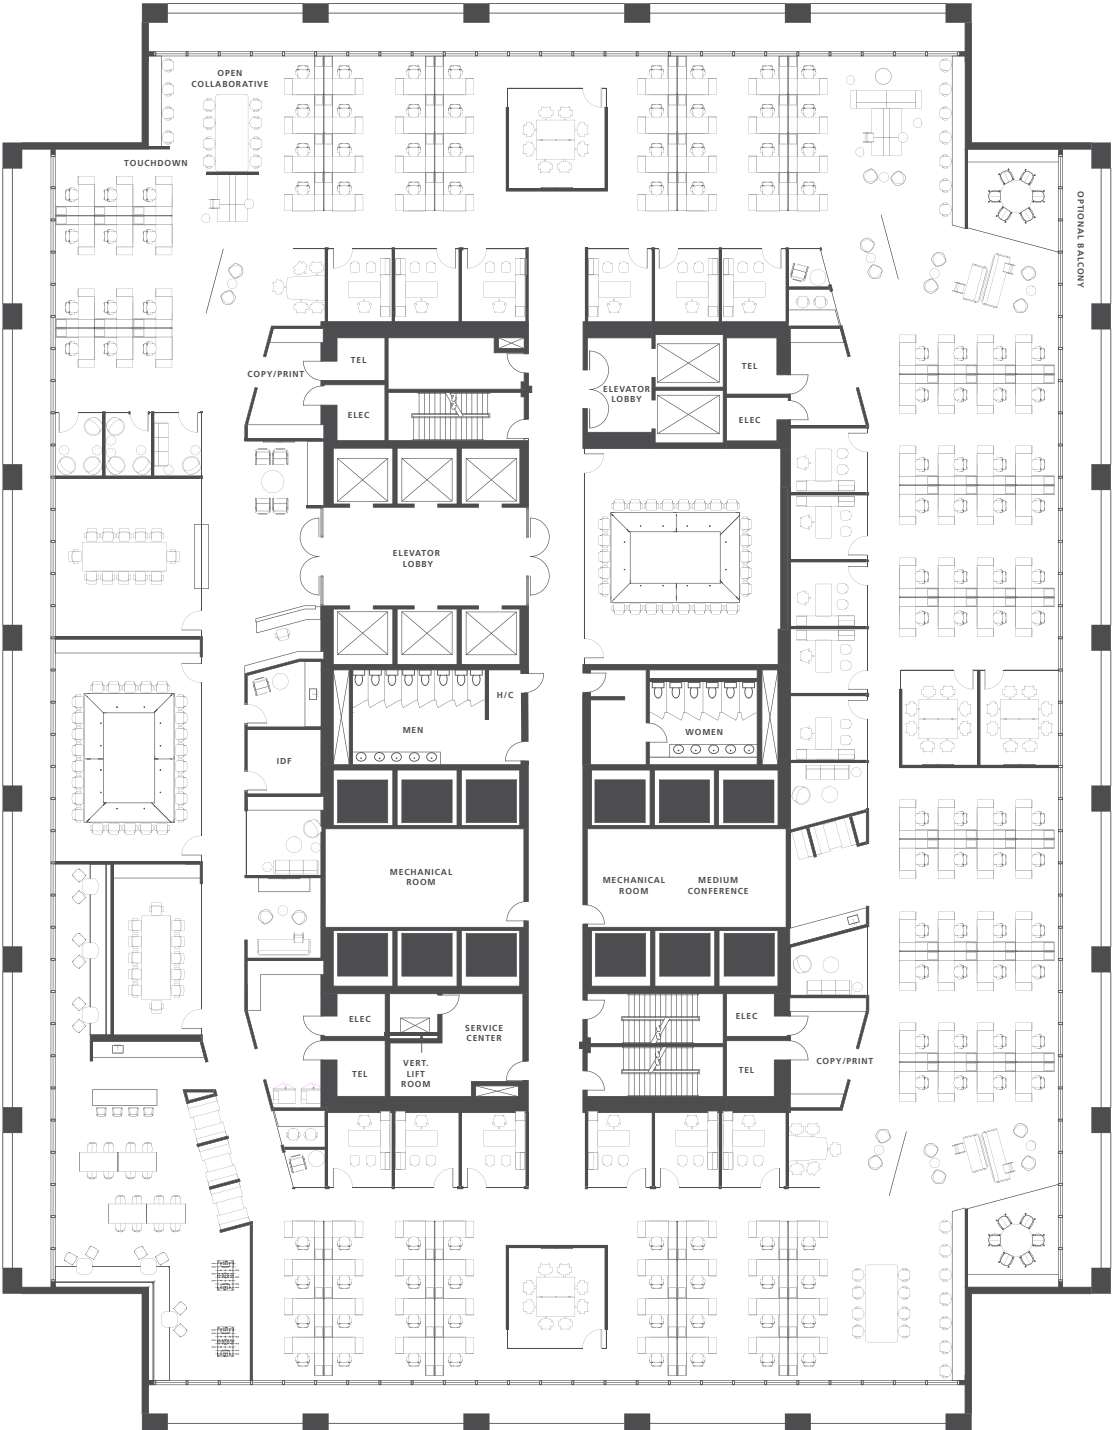 OPEN
COLLABORATIVE
TOUCHDOWN
OPTIONAL BALCONY
TEL
COPY/PRINT
ELEC
ELEVATOR
LOBBY
TEL
ELEC
ELEVATOR
LOBBY
H/C
MEN
WOMEN
IDF
MECHANICAL
ROOM
MECHANICAL
ROOM
MEDIUM
CONFERENCE
ELEC
SERVICE
CENTER
ELEC
VERT.
LIFT
ROOM
TEL
TEL
COPY/PRINT